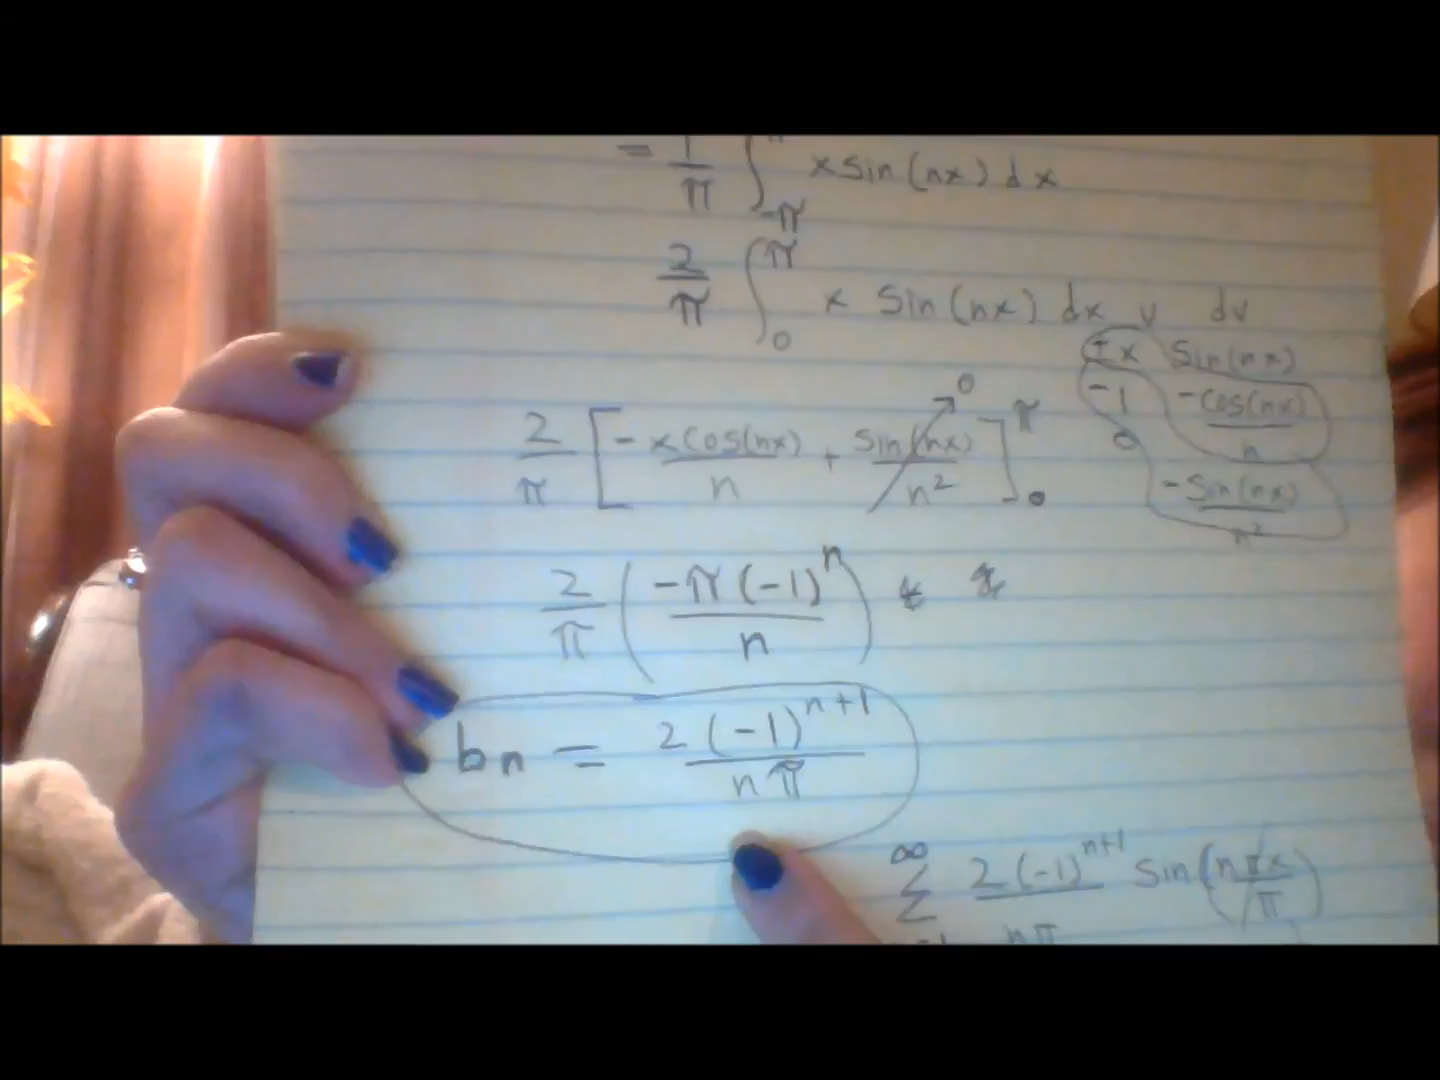 = 1/π ∫_{-π}^{π} x sin(nx) dx
2/π ∫_0^π x Sin(nx) dx
v dv
+ x Sin(nx)
-1 -Cos(nx)/n
0 -Sin(nx)/n²
2/π [ - x Cos(nx)/n + Sin(nx)/n² ]_0^π 0
2/π ( -π(-1)^n / n )
bn = 2(-1)^{n+1} / nπ
∞ Σ 2(-1)^{n+1} / nπ Sin(nπx/π)